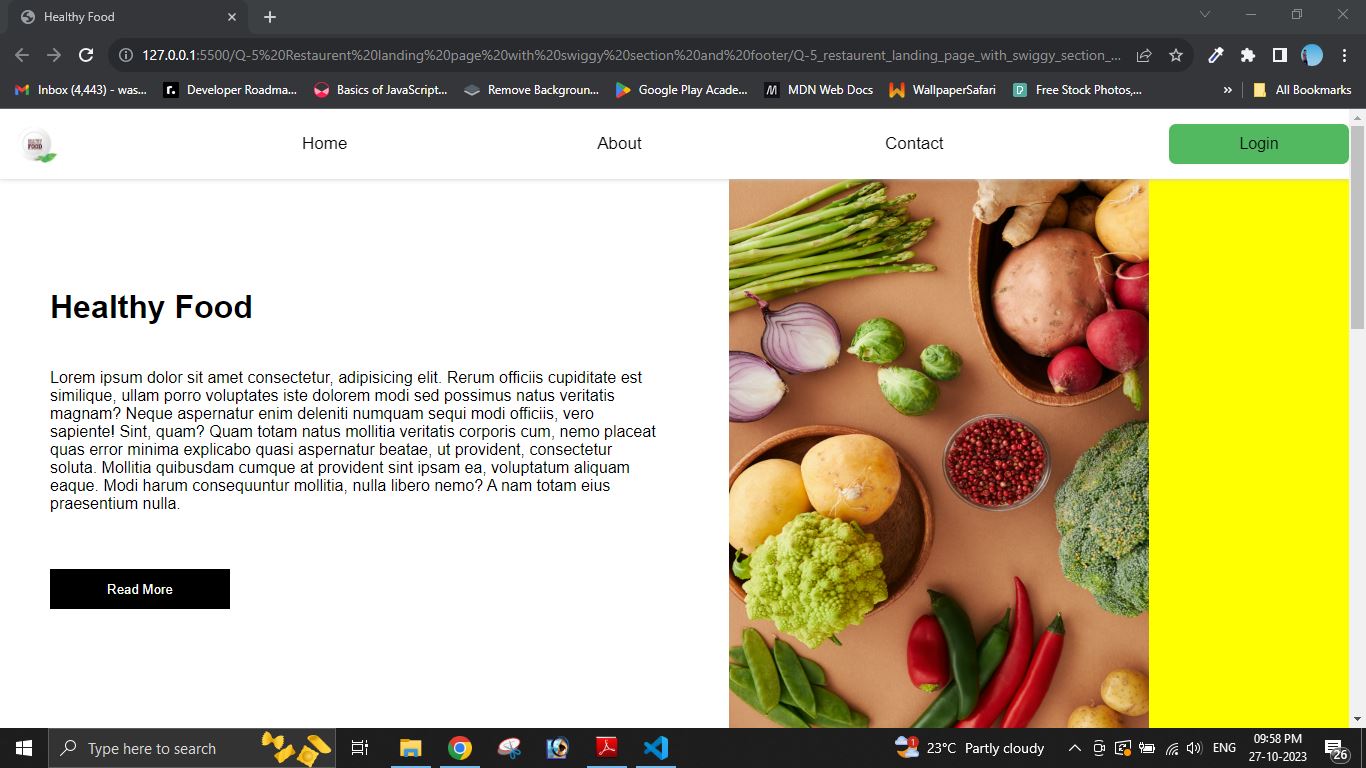 Healthy Food
127.0.0.1:5500/Q-5%20Restaurent%20landing%20page%20with%20swiggy%20section%20and%20footer/Q-5_restaurent_landing_page_with_swiggy_section_...
Inbox (4,443) - was... Developer Roadma... Basics of JavaScript... Remove Backgroun... Google Play Acade... MDN Web Docs WallpaperSafari Free Stock Photos,... » All Bookmarks
HEALTHY
FOOD
Home About Contact Login
Healthy Food
Lorem ipsum dolor sit amet consectetur, adipisicing elit. Rerum officiis cupiditate est
similique, ullam porro voluptates iste dolorem modi sed possimus natus veritatis
magnam? Neque aspernatur enim deleniti numquam sequi modi officiis, vero
sapiente! Sint, quam? Quam totam natus mollitia veritatis corporis cum, nemo placeat
quas error minima explicabo quasi aspernatur beatae, ut provident, consectetur
soluta. Mollitia quibusdam cumque at provident sint ipsam ea, voluptatum aliquam
eaque. Modi harum consequuntur mollitia, nulla libero nemo? A nam totam eius
praesentium nulla.
Read More
Type here to search
1
23°C Partly cloudy
ENG
09:58 PM
27-10-2023
26